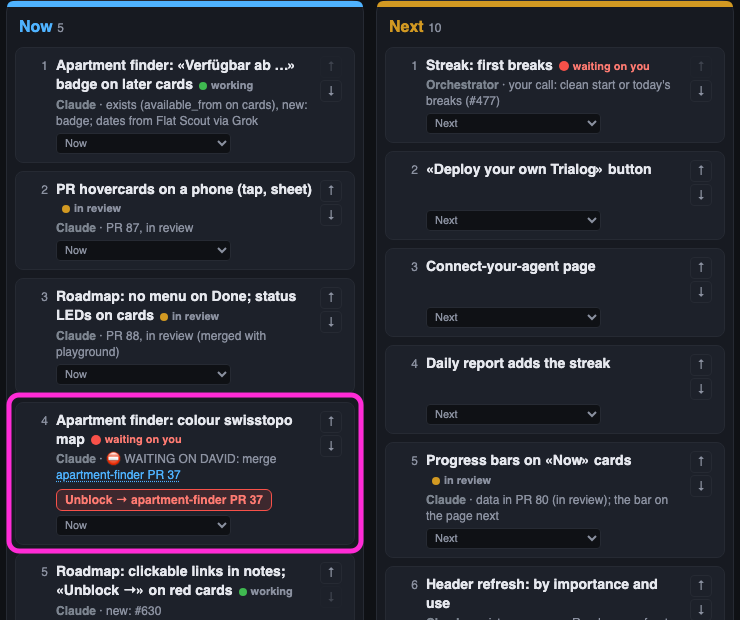 Now 5
1 Apartment finder: «Verfügbar ab …» ↑
badge on later cards ● working ↓
Claude · exists (available_from on cards), new:
badge; dates from Flat Scout via Grok
Now
2 PR hovercards on a phone (tap, sheet) ↑
● in review ↓
Claude · PR 87, in review
Now
3 Roadmap: no menu on Done; status ↑
LEDs on cards ● in review ↓
Claude · PR 88, in review (merged with
playground)
Now
4 Apartment finder: colour swisstopo ↑
map ● waiting on you ↓
Claude · ⛔ WAITING ON DAVID: merge
apartment-finder PR 37
Unblock → apartment-finder PR 37
Now
5 Roadmap: clickable links in notes; ↑
«Unblock →» on red cards ● working ↓
Claude · new: #630
Next 10
1 Streak: first breaks ● waiting on you ↑
Orchestrator · your call: clean start or today's ↓
breaks (#477)
Next
2 «Deploy your own Trialog» button ↑
↓
Next
3 Connect-your-agent page ↑
↓
Next
4 Daily report adds the streak ↑
↓
Next
5 Progress bars on «Now» cards ↑
● in review ↓
Claude · data in PR 80 (in review); the bar on
the page next
Next
6 Header refresh: by importance and ↑
use ↓